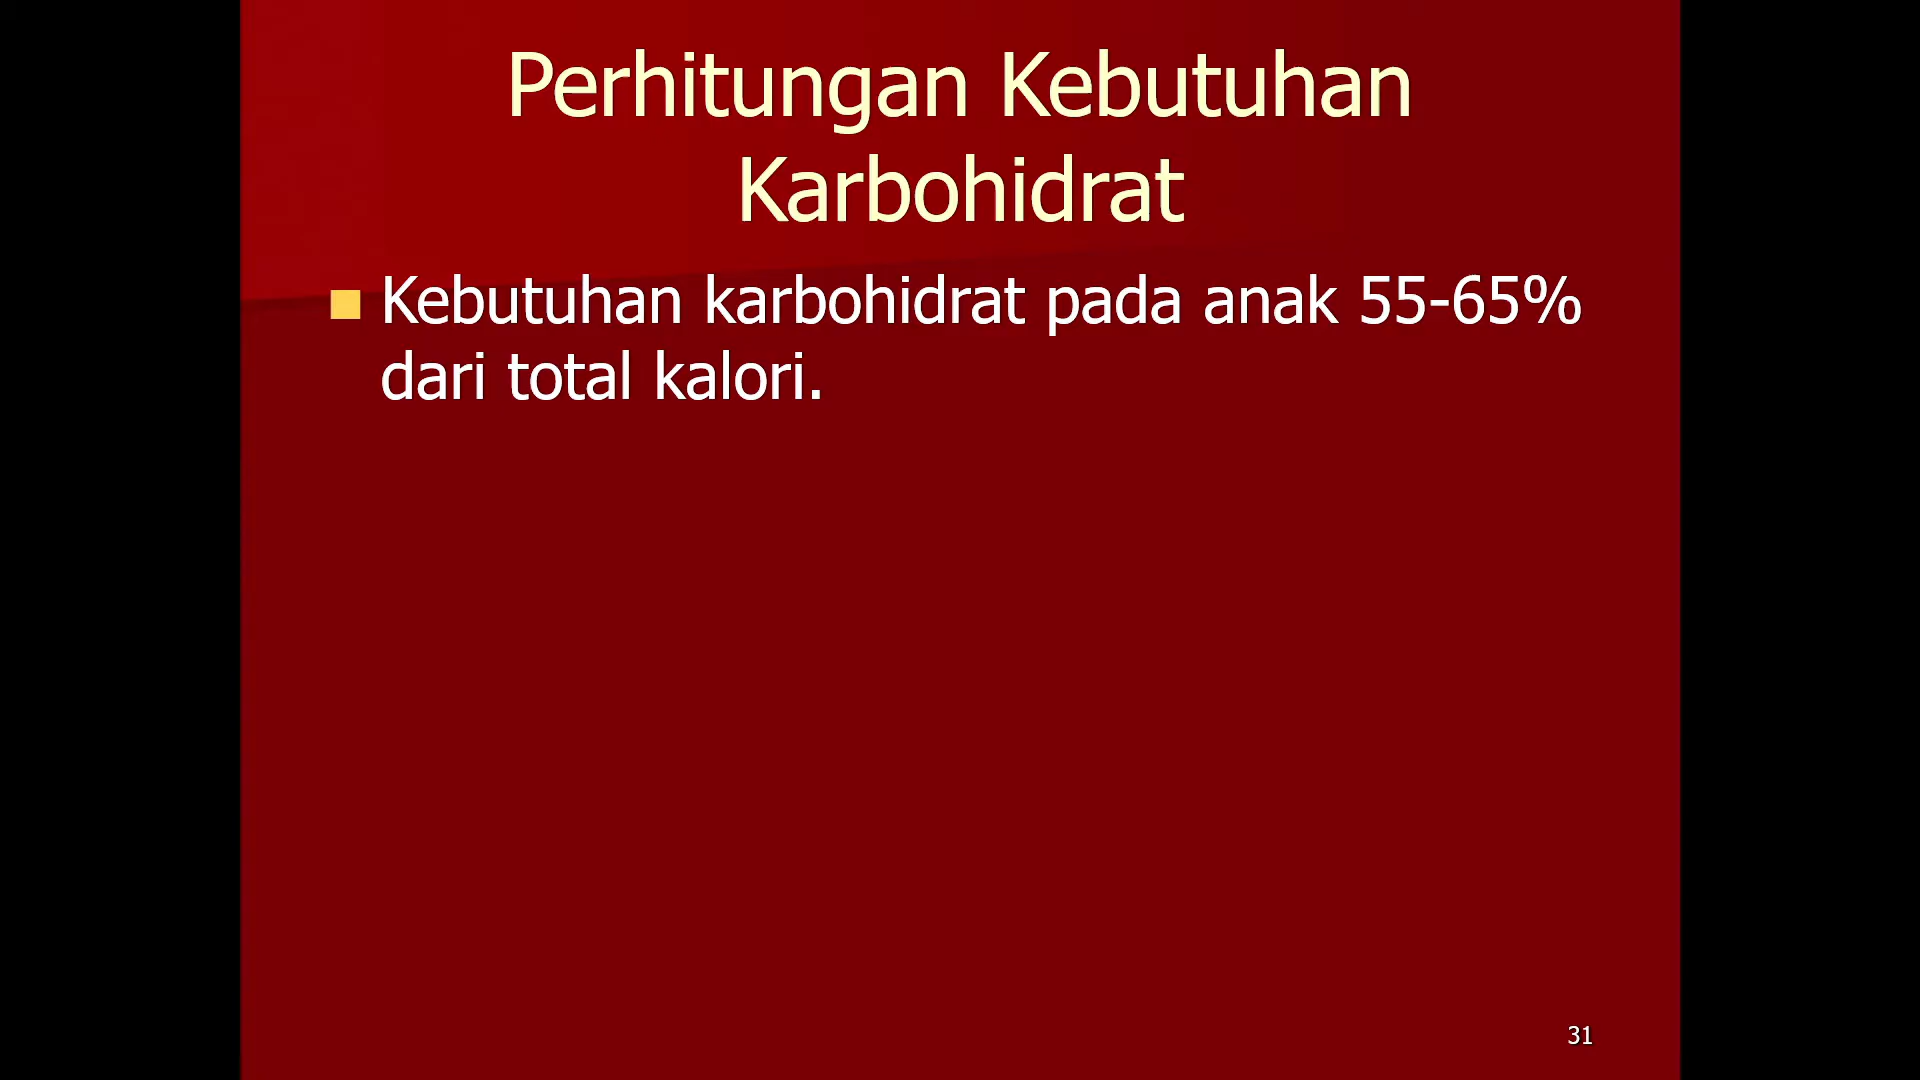 Perhitungan Kebutuhan
Karbohidrat
Kebutuhan karbohidrat pada anak 55-65%
dari total kalori.
31